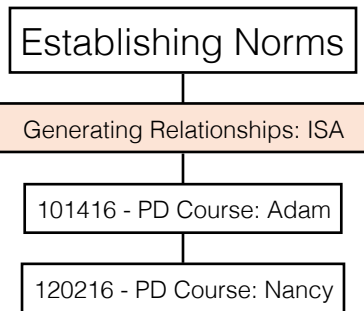 Establishing Norms
Generating Relationships: ISA
101416 - PD Course: Adam
120216 - PD Course: Nancy